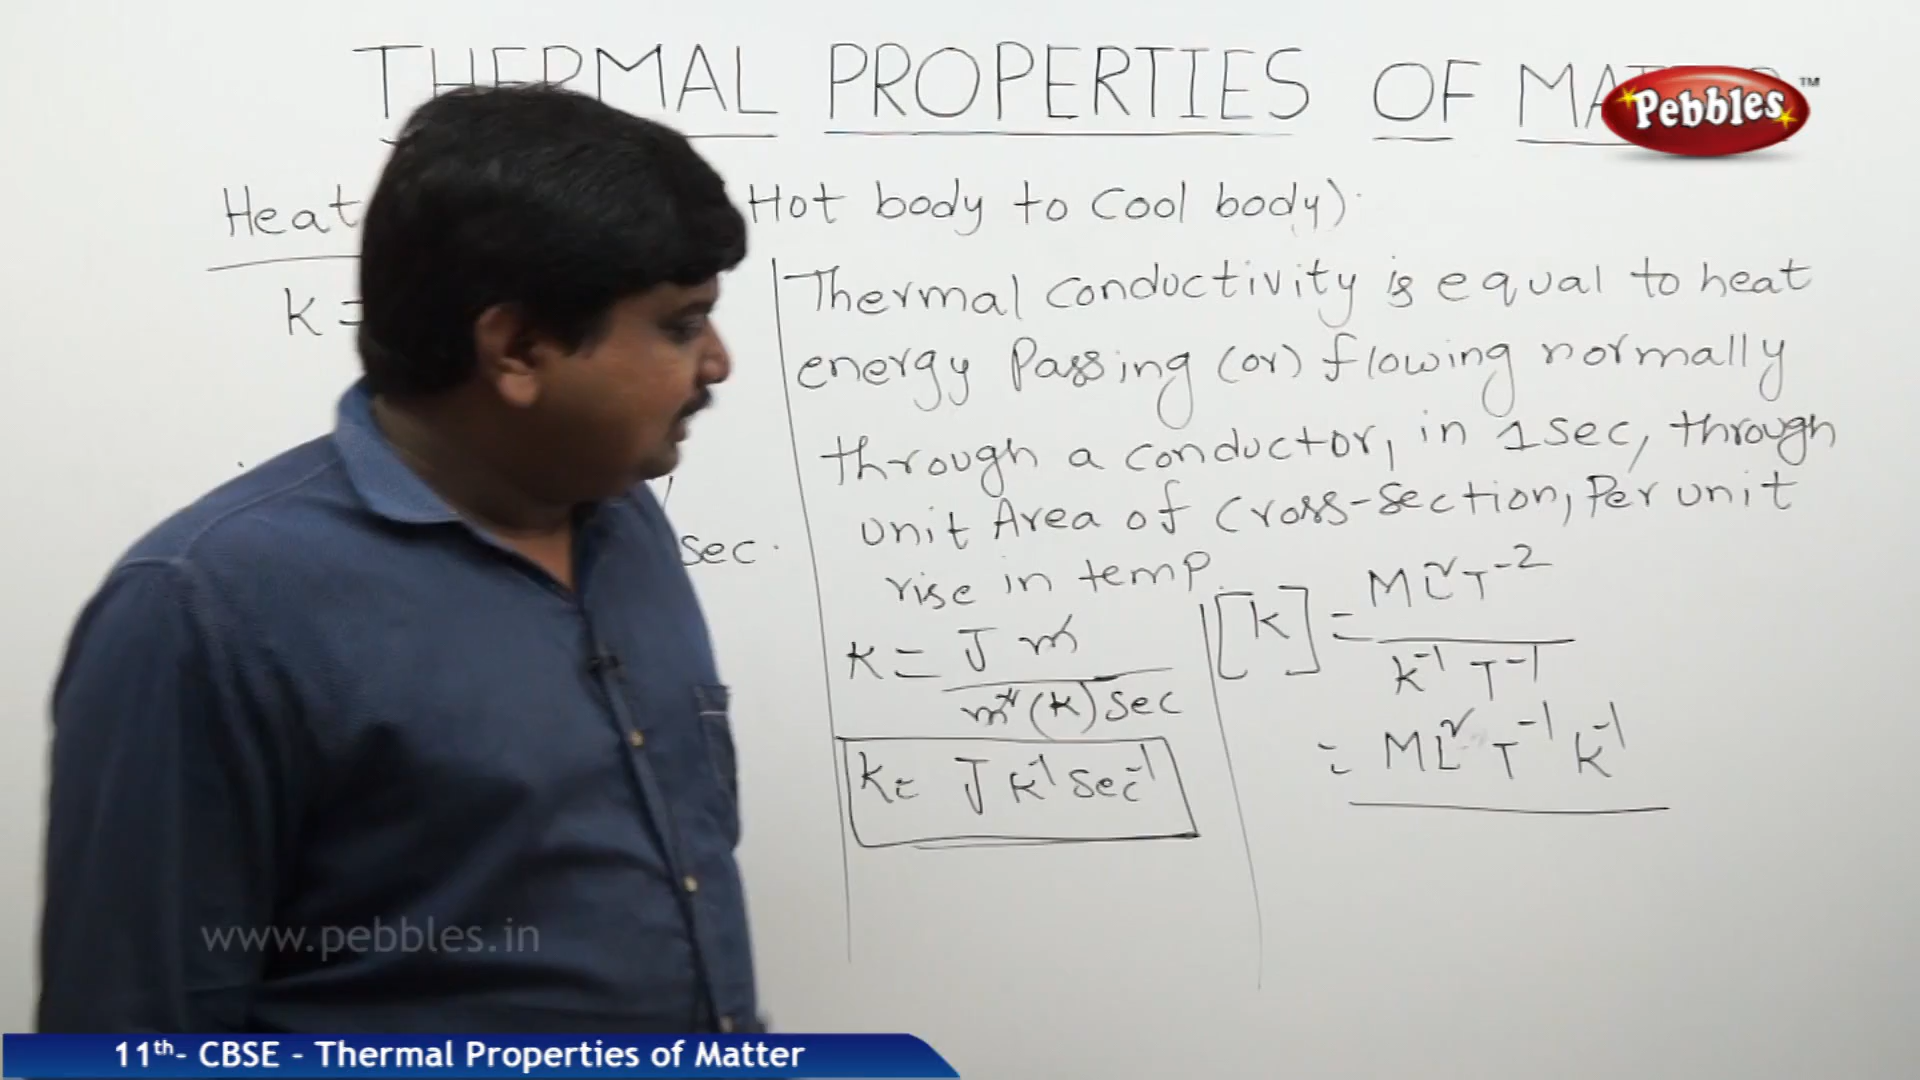 THERMAL PROPERTIES OF MA
Pebbles™
Heat Hot body to Cool body).
K =
Thermal conductivity is equal to heat
energy Passing (or) flowing normally
through a conductor, in 1sec, through
unit Area of Cross-section, Per unit
sec.
rise in temp.
K = J m / m² (K) sec
[K] = ML²T⁻² / K⁻¹ T⁻¹
K = J K⁻¹ sec⁻¹
= ML² T⁻¹ K⁻¹
www.pebbles.in
11th- CBSE - Thermal Properties of Matter